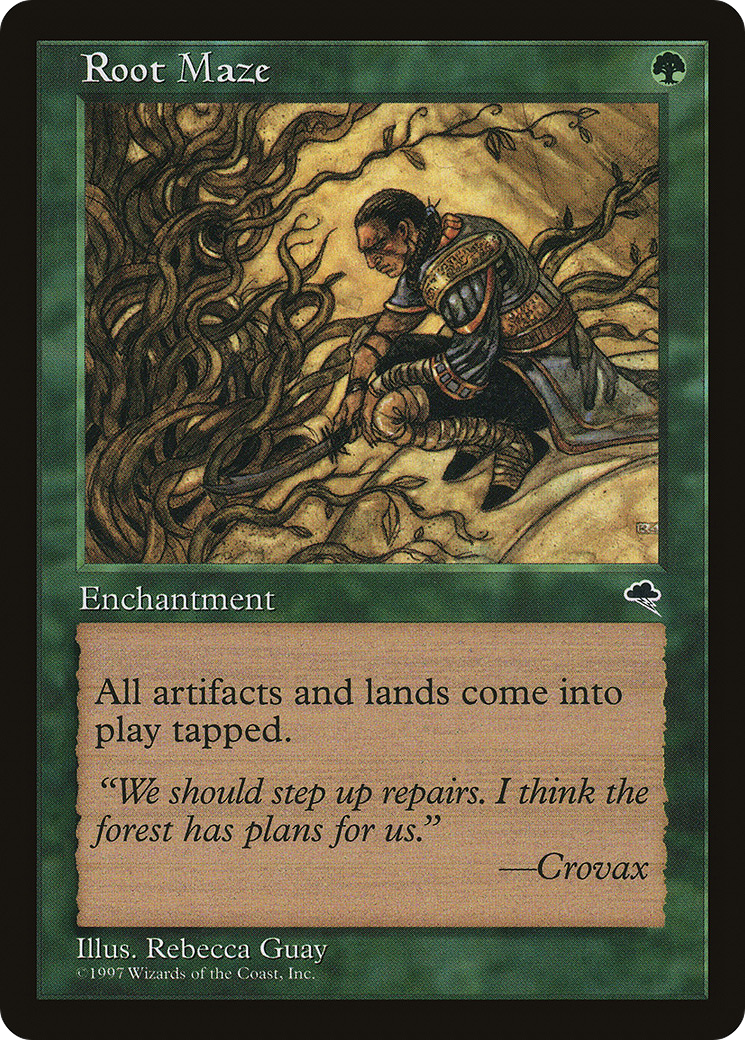 Root Maze
Enchantment
All artifacts and lands come into
play tapped.
“We should step up repairs. I think the
forest has plans for us.”
—Crovax
Illus. Rebecca Guay
©1997 Wizards of the Coast, Inc.